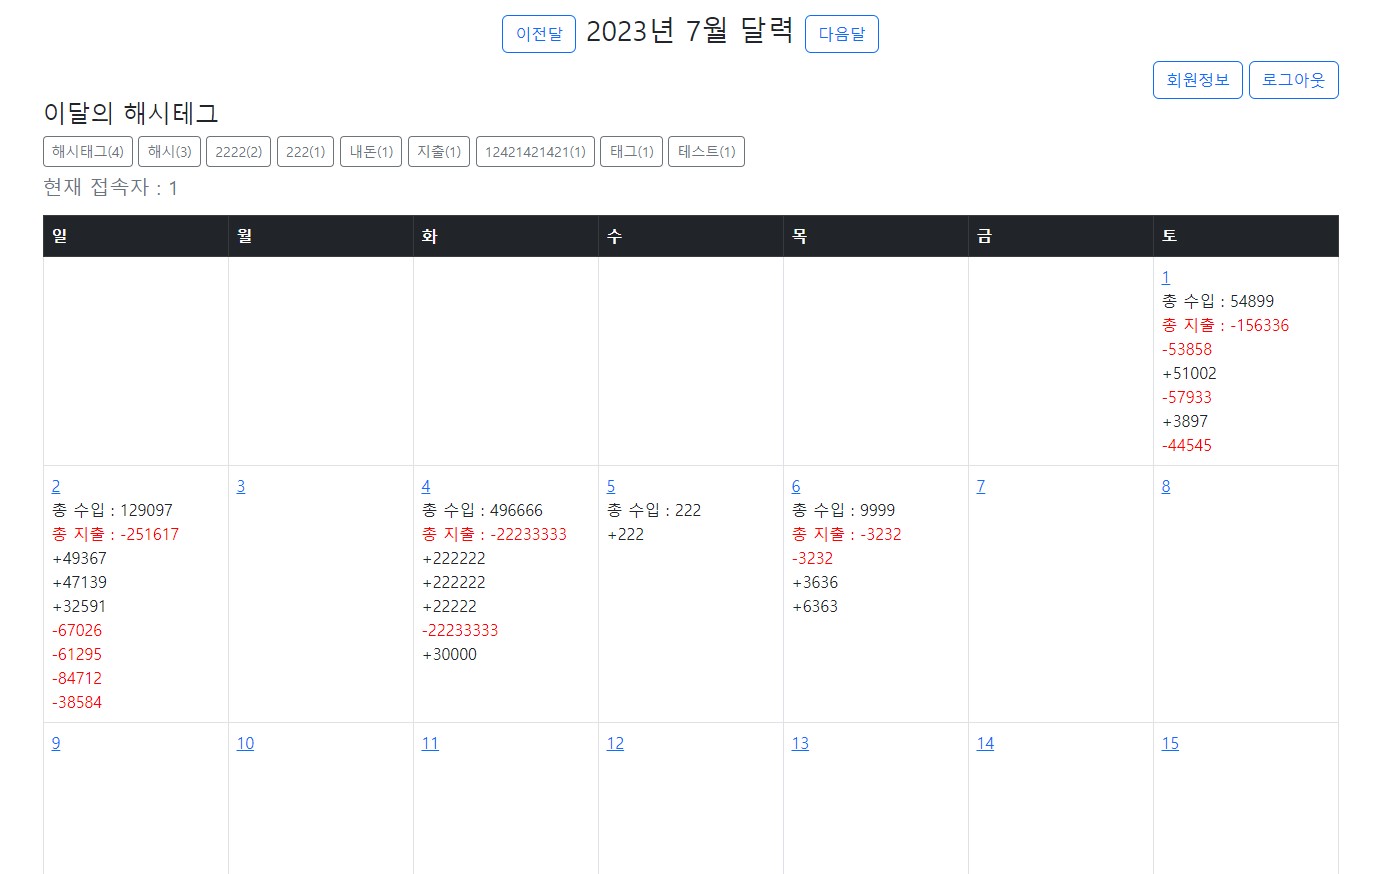 이전달 2023년 7월 달력 다음달
회원정보 로그아웃
이달의 해시테그
해시태그(4) 해시(3) 2222(2) 222(1) 내돈(1) 지출(1) 12421421421(1) 태그(1) 테스트(1)
현재 접속자 : 1
일 월 화 수 목 금 토
1
총 수입 : 54899
총 지출 : -156336
-53858
+51002
-57933
+3897
-44545
2
총 수입 : 129097
총 지출 : -251617
+49367
+47139
+32591
-67026
-61295
-84712
-38584
3
4
총 수입 : 496666
총 지출 : -22233333
+222222
+222222
+22222
-22233333
+30000
5
총 수입 : 222
+222
6
총 수입 : 9999
총 지출 : -3232
-3232
+3636
+6363
7
8
9
10
11
12
13
14
15